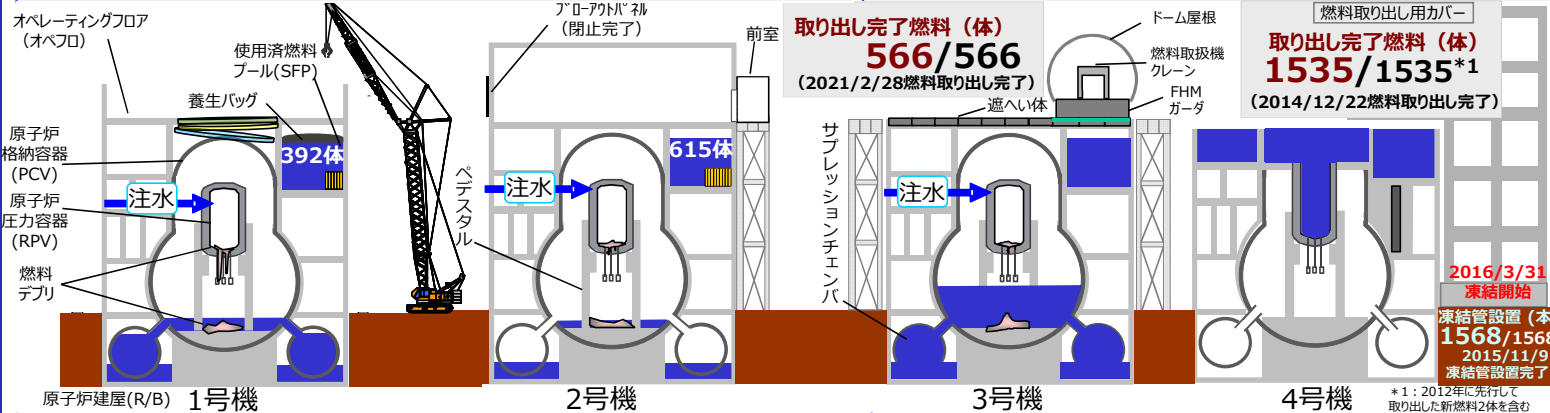 オペレーティングフロア
(オペフロ)
使用済燃料
プール(SFP)
養生バッグ
原子炉
格納容器
(PCV)
392体
注水
原子炉
圧力容器
(RPV)
燃料
デブリ
原子炉建屋(R/B)
1号機
ブローアウトパネル
(閉止完了)
前室
615体
注水
ペデスタル
2号機
取り出し完了燃料(体)
566/566
(2021/2/28燃料取り出し完了)
ドーム屋根
燃料取扱機
クレーン
遮へい体
FHM
ガーダ
注水
サプレッションチェンバ
3号機
燃料取り出し用カバー
取り出し完了燃料(体)
1535/1535*1
(2014/12/22燃料取り出し完了)
4号機
2016/3/31
凍結開始
凍結管設置 (本
1568/1568
2015/11/9
凍結管設置完了
*1:2012年に先行して
取り出した新燃料2体を含む